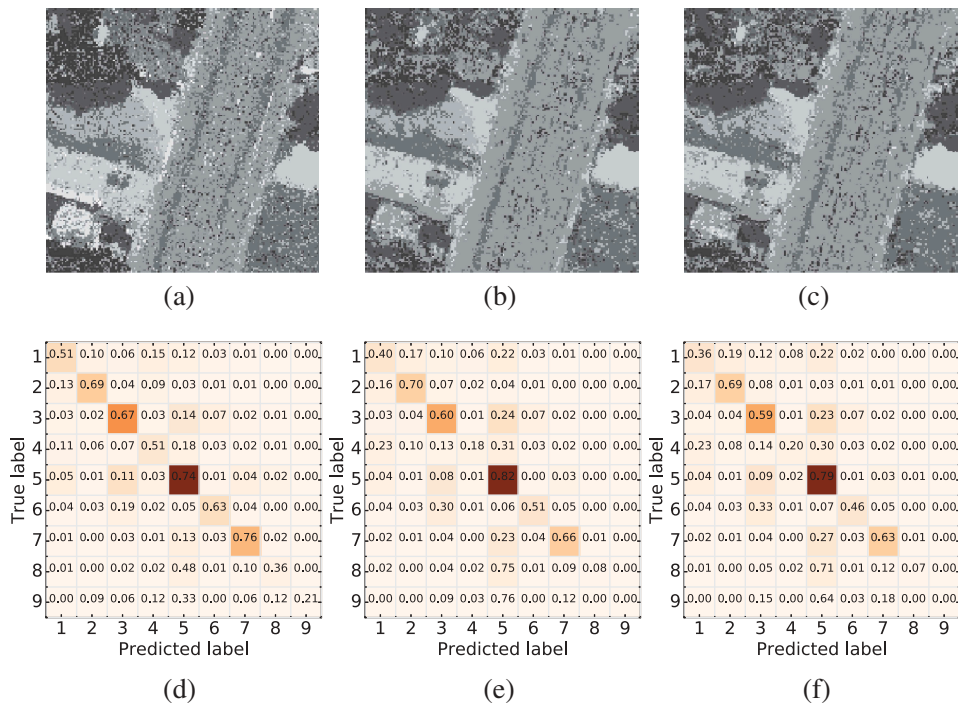 (a) (b) (c)
True label
1 0.51 0.10 0.06 0.15 0.12 0.03 0.01 0.00 0.00
2 0.13 0.69 0.04 0.09 0.03 0.01 0.01 0.00 0.00
3 0.03 0.02 0.67 0.03 0.14 0.07 0.02 0.01 0.00
4 0.11 0.06 0.07 0.51 0.18 0.03 0.02 0.01 0.00
5 0.05 0.01 0.11 0.03 0.74 0.01 0.04 0.02 0.00
6 0.04 0.03 0.19 0.02 0.05 0.63 0.04 0.00 0.00
7 0.01 0.00 0.03 0.01 0.13 0.03 0.76 0.02 0.00
8 0.01 0.00 0.02 0.02 0.48 0.01 0.10 0.36 0.00
9 0.00 0.09 0.06 0.12 0.33 0.00 0.06 0.12 0.21
1 2 3 4 5 6 7 8 9
Predicted label
(d)
True label
1 0.40 0.17 0.10 0.06 0.22 0.03 0.01 0.00 0.00
2 0.16 0.70 0.07 0.02 0.04 0.01 0.00 0.00 0.00
3 0.03 0.04 0.60 0.01 0.24 0.07 0.02 0.00 0.00
4 0.23 0.10 0.13 0.18 0.31 0.03 0.02 0.00 0.00
5 0.04 0.01 0.08 0.01 0.82 0.00 0.03 0.00 0.00
6 0.04 0.03 0.30 0.01 0.06 0.51 0.05 0.00 0.00
7 0.02 0.01 0.04 0.00 0.23 0.04 0.66 0.00 0.00
8 0.02 0.00 0.04 0.02 0.75 0.01 0.09 0.08 0.00
9 0.00 0.00 0.09 0.03 0.76 0.00 0.12 0.00 0.00
1 2 3 4 5 6 7 8 9
Predicted label
(e)
True label
1 0.36 0.19 0.12 0.08 0.22 0.02 0.00 0.00 0.00
2 0.17 0.69 0.08 0.01 0.03 0.01 0.01 0.00 0.00
3 0.04 0.04 0.59 0.01 0.23 0.07 0.02 0.00 0.00
4 0.23 0.08 0.14 0.20 0.30 0.03 0.02 0.00 0.00
5 0.04 0.01 0.09 0.02 0.79 0.01 0.03 0.01 0.00
6 0.04 0.03 0.33 0.01 0.07 0.46 0.05 0.00 0.00
7 0.02 0.01 0.04 0.00 0.27 0.03 0.63 0.00 0.00
8 0.01 0.00 0.05 0.02 0.71 0.01 0.12 0.07 0.00
9 0.00 0.00 0.15 0.00 0.64 0.03 0.18 0.00 0.00
1 2 3 4 5 6 7 8 9
Predicted label
(f)